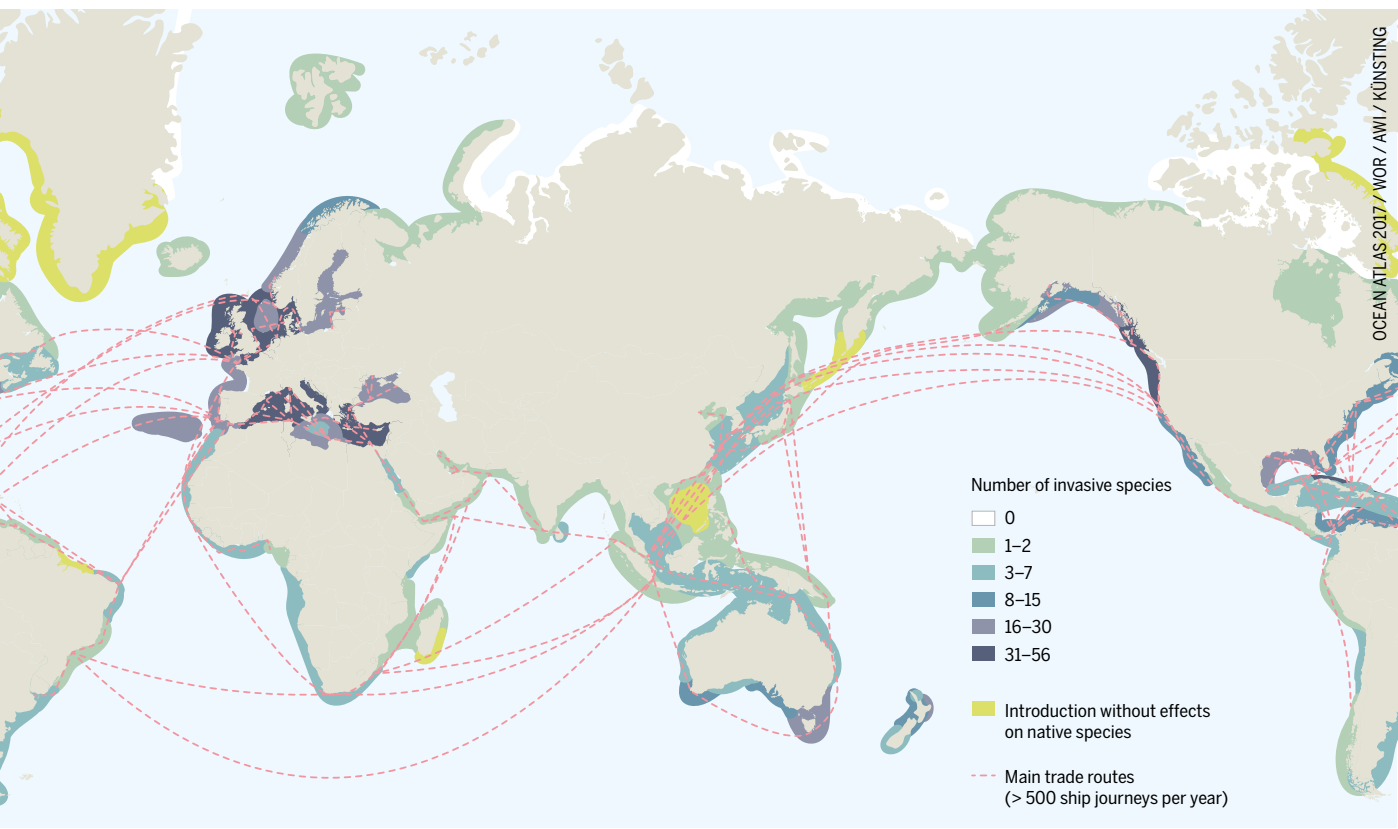 OCEAN ATLAS 2017 / WOR / AWI / KÜNSTING
Number of invasive species
0
1–2
3–7
8–15
16–30
31–56
Introduction without effects
on native species
Main trade routes
(> 500 ship journeys per year)